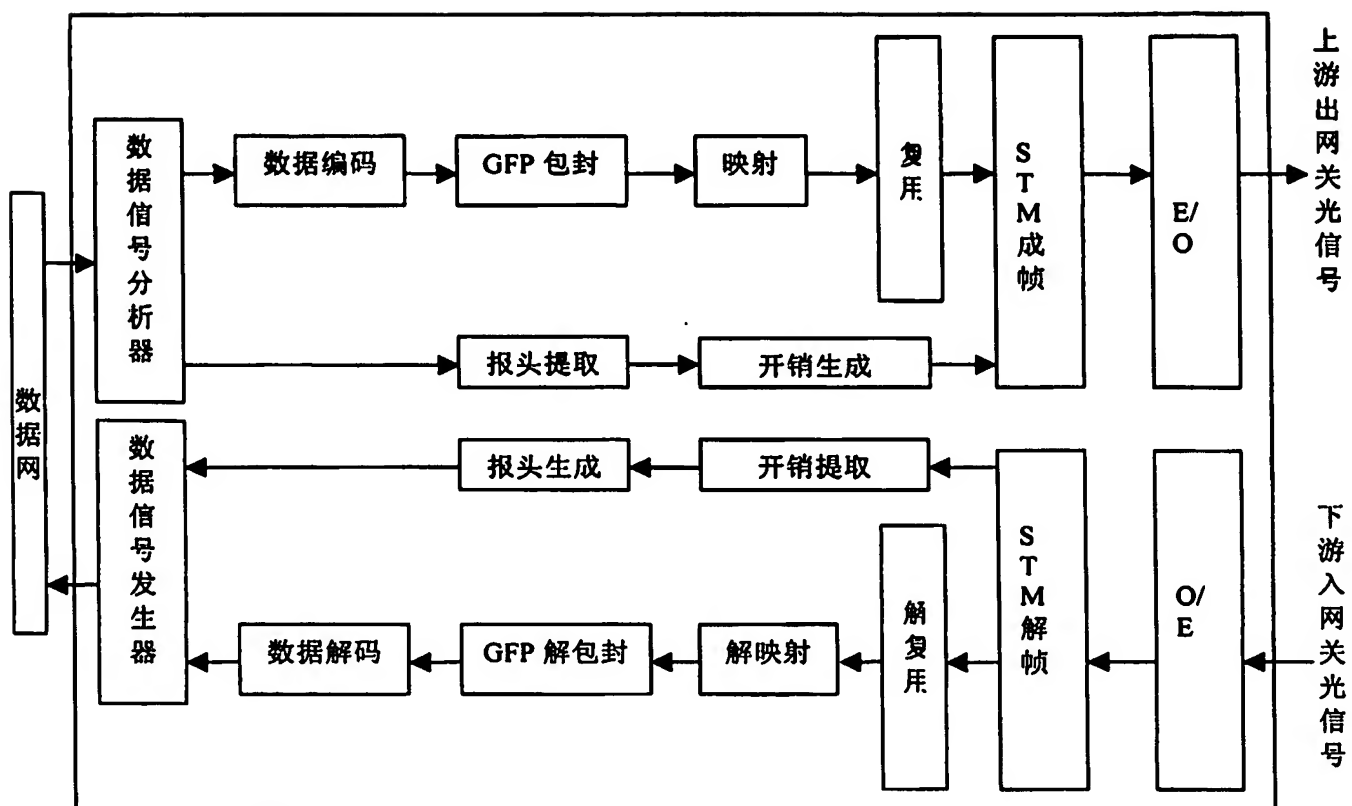 数据网
数据信号分析器
数据编码
GFP 包封
映射
复用
STM成帧
E/O
上游出网关光信号
报头提取
开销生成
数据信号发生器
报头生成
开销提取
STM解帧
O/E
下游入网关光信号
数据解码
GFP 解包封
解映射
解复用